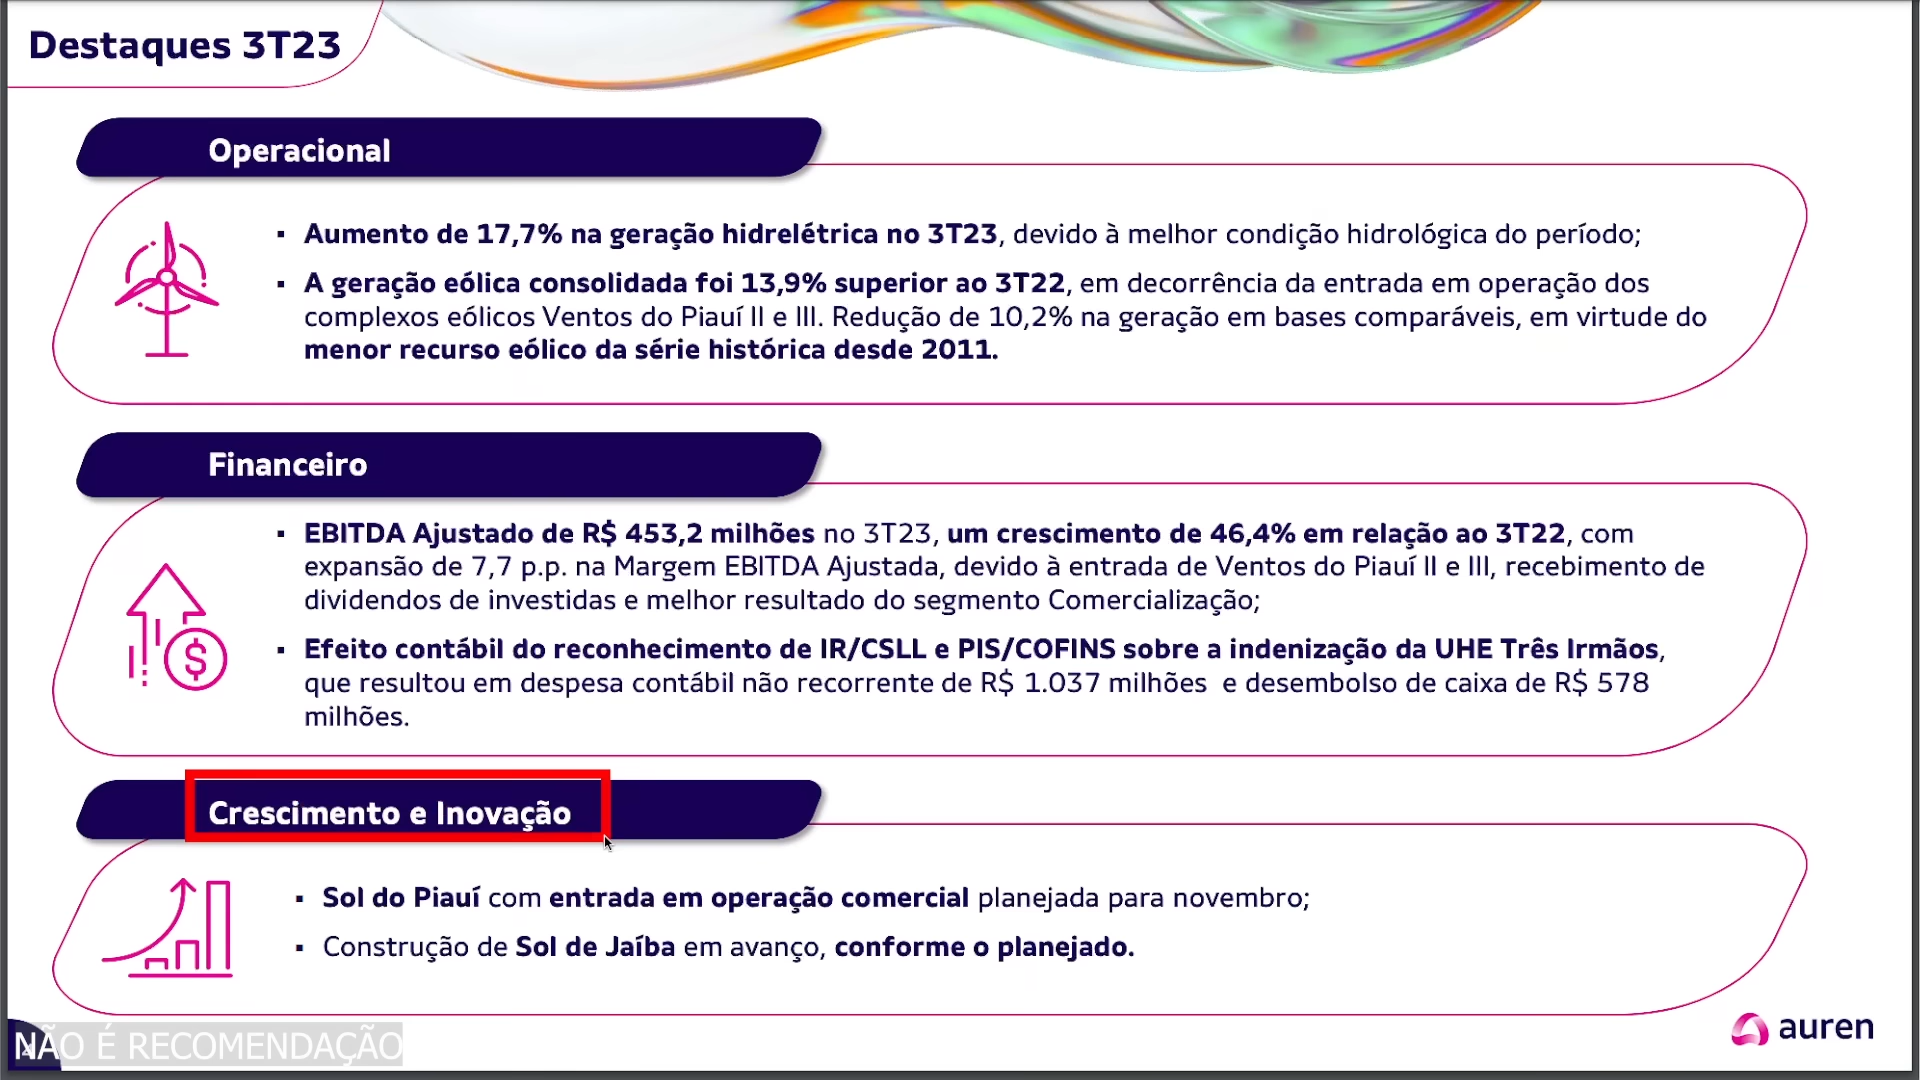 Destaques 3T23
Operacional
▪ Aumento de 17,7% na geração hidrelétrica no 3T23, devido à melhor condição hidrológica do período;
▪ A geração eólica consolidada foi 13,9% superior ao 3T22, em decorrência da entrada em operação dos
complexos eólicos Ventos do Piauí II e III. Redução de 10,2% na geração em bases comparáveis, em virtude do
menor recurso eólico da série histórica desde 2011.
Financeiro
▪ EBITDA Ajustado de R$ 453,2 milhões no 3T23, um crescimento de 46,4% em relação ao 3T22, com
expansão de 7,7 p.p. na Margem EBITDA Ajustada, devido à entrada de Ventos do Piauí II e III, recebimento de
dividendos de investidas e melhor resultado do segmento Comercialização;
$
▪ Efeito contábil do reconhecimento de IR/CSLL e PIS/COFINS sobre a indenização da UHE Três Irmãos,
que resultou em despesa contábil não recorrente de R$ 1.037 milhões e desembolso de caixa de R$ 578
milhões.
Crescimento e Inovação
▪ Sol do Piauí com entrada em operação comercial planejada para novembro;
▪ Construção de Sol de Jaíba em avanço, conforme o planejado.
NÃO É RECOMENDAÇÃO
auren